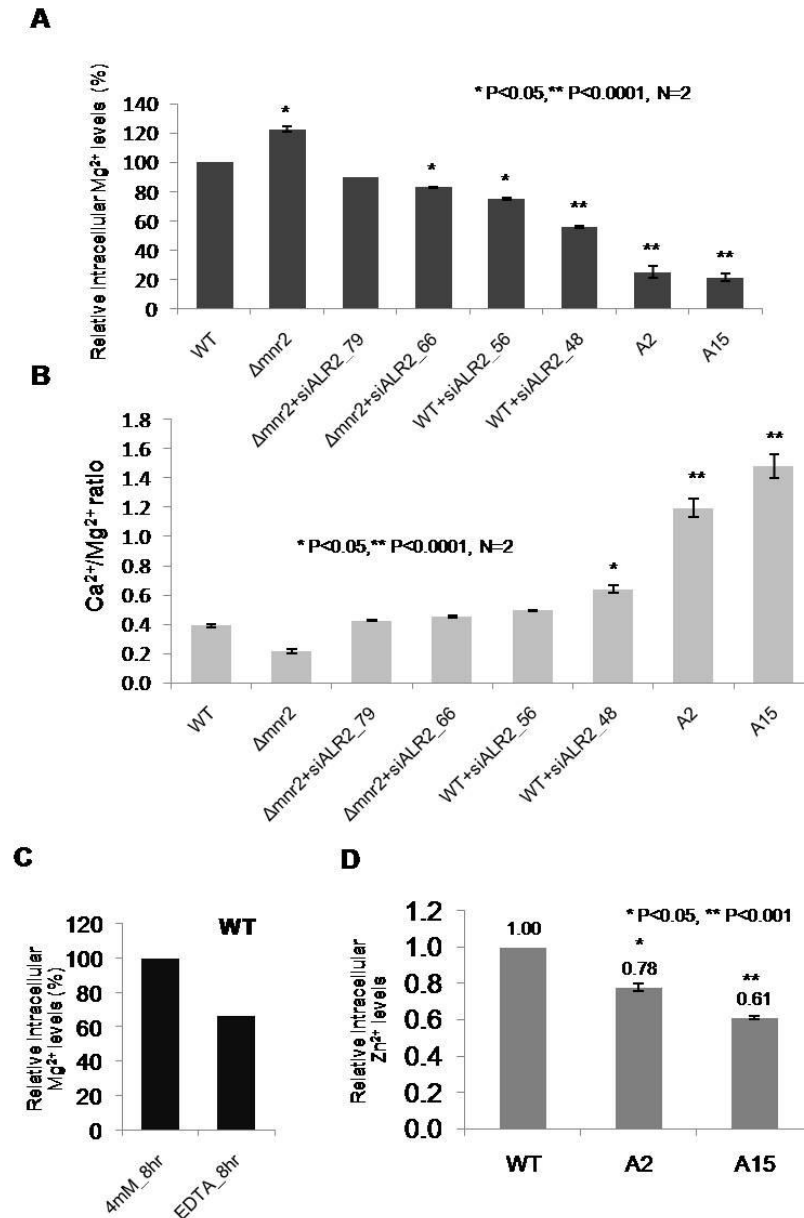 A
Relative Intracellular Mg²⁺ levels (%)
* P<0.05,** P<0.0001, N=2
140
120
100
80
60
40
20
0
*
*
*
**
**
**
WT
Δmnr2
Δmnr2+siALR2_79
Δmnr2+siALR2_66
WT+siALR2_56
WT+siALR2_48
A2
A15
B
Ca²⁺/Mg²⁺ ratio
1.8
1.6
1.4
1.2
1.0
0.8
0.6
0.4
0.2
0.0
* P<0.05,** P<0.0001, N=2
*
**
**
WT
Δmnr2
Δmnr2+siALR2_79
Δmnr2+siALR2_66
WT+siALR2_56
WT+siALR2_48
A2
A15
C
Relative Intracellular
Mg²⁺ levels (%)
WT
120
100
80
60
40
20
0
4mM_8hr
EDTA_8hr
D
Relative Intracellular
Zn²⁺ levels
1.2
1.0
0.8
0.6
0.4
0.2
0.0
* P<0.05, ** P<0.001
1.00
*
0.78
**
0.61
WT
A2
A15